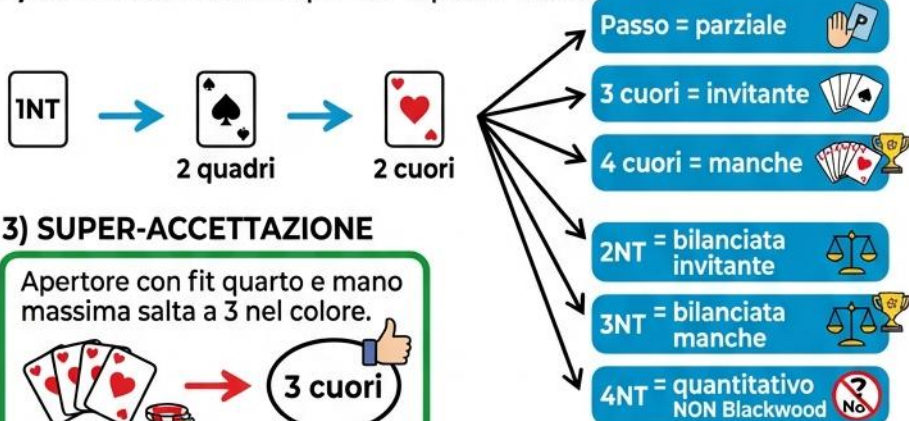 1NT
2 quadri
2 cuori
Passo = parziale
P
3 cuori = invitante
4 cuori = manche
2NT = bilanciata
invitante
3NT = bilanciata
manche
4NT = quantitativo
NON Blackwood
?
No
3) SUPER-ACCETTAZIONE
Apertore con fit quarto e mano
massima salta a 3 nel colore.
3 cuori